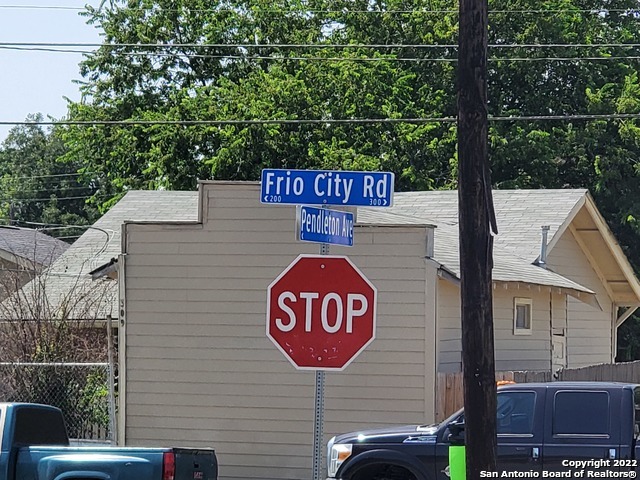 Frio City Rd
<200 300>
Pendleton Ave
STOP
Copyright 2022
San Antonio Board of Realtors®